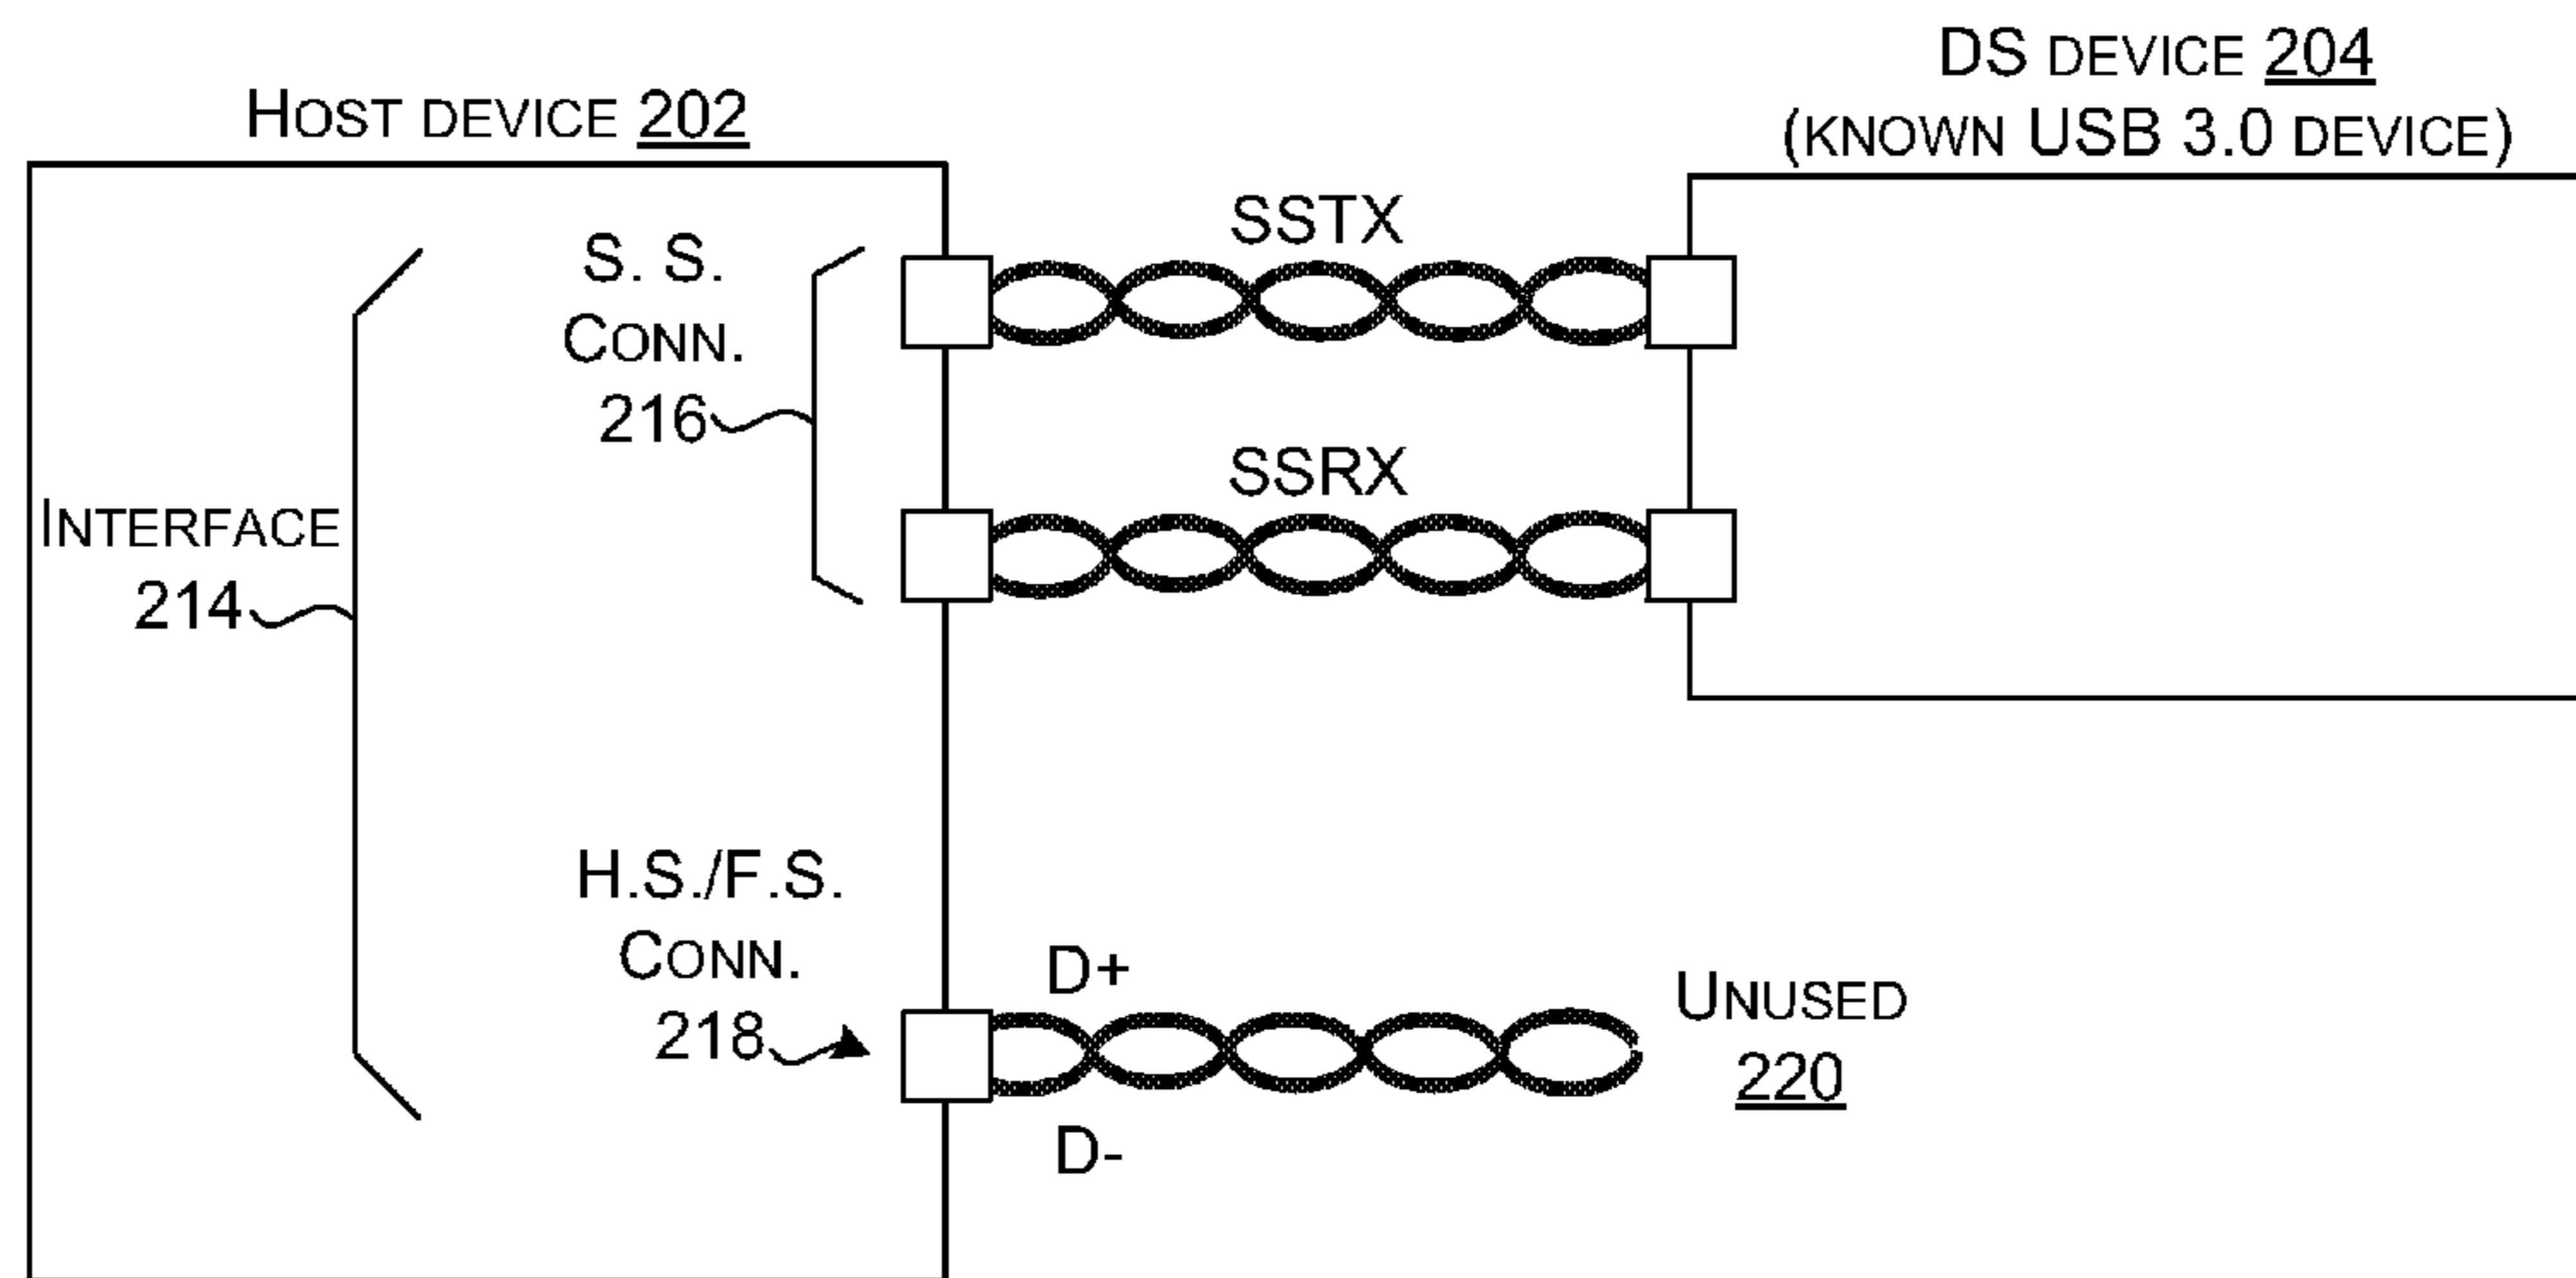 HOST DEVICE 202
DS DEVICE 204
(KNOWN USB 3.0 DEVICE)
S. S.
CONN.
216
SSTX
SSRX
INTERFACE
214
H.S./F.S.
CONN.
218
D+
D-
UNUSED
220